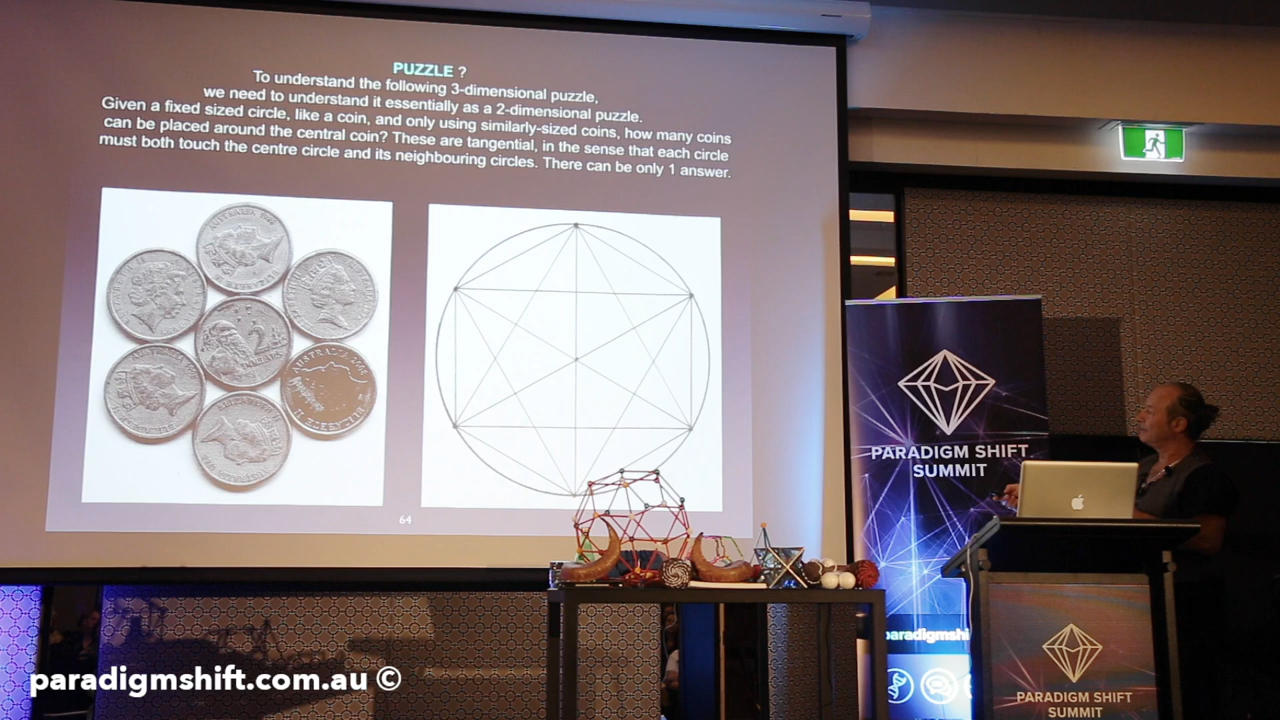 PUZZLE ?
To understand the following 3-dimensional puzzle,
we need to understand it essentially as a 2-dimensional puzzle.
Given a fixed sized circle, like a coin, and only using similarly-sized coins, how many coins
can be placed around the central coin? These are tangential, in the sense that each circle
must both touch the centre circle and its neighbouring circles. There can be only 1 answer.
64
PARADIGM SHIFT
SUMMIT
paradigmshi
PARADIGM SHIFT
SUMMIT
paradigmshift.com.au ©